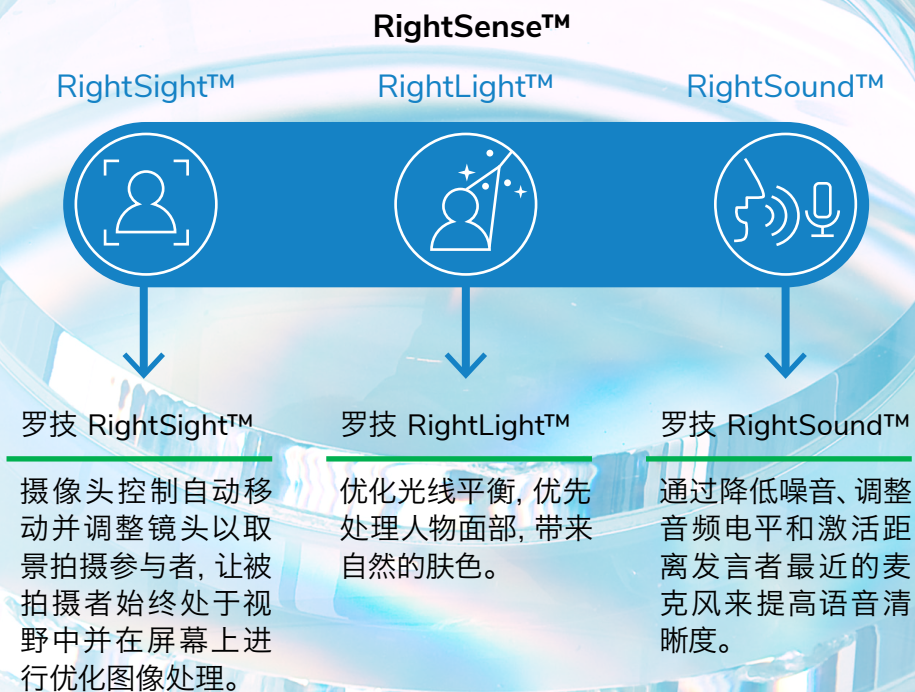 RightSense™
RightSight™
RightLight™
RightSound™
罗技 RightSight™
摄像头控制自动移
动并调整镜头以取
景拍摄参与者, 让被
拍摄者始终处于视
野中并在屏幕上进
行优化图像处理。
罗技 RightLight™
优化光线平衡, 优先
处理人物面部, 带来
自然的肤色。
罗技 RightSound™
通过降低噪音、调整
音频电平和激活距
离发言者最近的麦
克风来提高语音清
晰度。